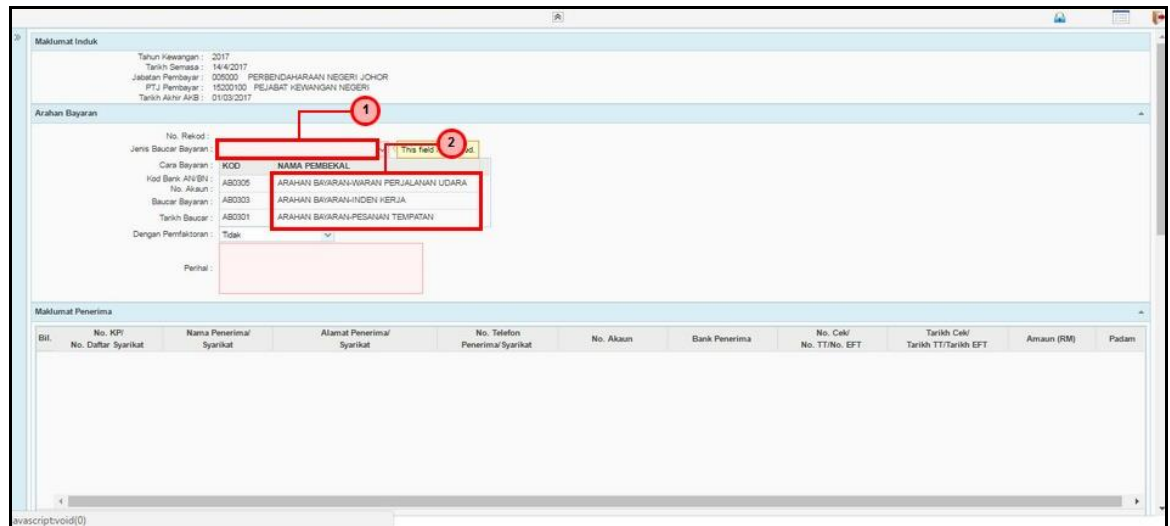 Maklumat Induk
Tahun Kewangan : 2017
Tarikh Semasa : 14/4/2017
Jabatan Pembayar : 005000 PERBENDAHARAAN NEGERI JOHOR
PTJ Pembayar : 15200100 PEJABAT KEWANGAN NEGERI
Tarikh Akhir AKB : 01/03/2017
Arahan Bayaran
1
No. Rekod :
Jenis Baucar Bayaran :
This field
2
Cara Bayaran : KOD NAMA PEMBEKAL
Kod Bank AN/BN :
No. Akaun :
AB0305 ARAHAN BAYARAN-WARAN PERJALANAN UDARA
Baucar Bayaran : AB0303 ARAHAN BAYARAN-INDEN KERJA
Tarikh Baucar : AB0301 ARAHAN BAYARAN-PESANAN TEMPATAN
Dengan Pemfaktoran : Tidak
Perihal :
Maklumat Penerima
Bil. No. KP/ Nama Penerima/ Alamat Penerima/ No. Telefon No. Akaun Bank Penerima No. Cek/ Tarikh Cek/ Amaun (RM) Padam
No. Daftar Syarikat Syarikat Syarikat Penerima/Syarikat No. TT/No. EFT Tarikh TT/Tarikh EFT
avascript:void(0)